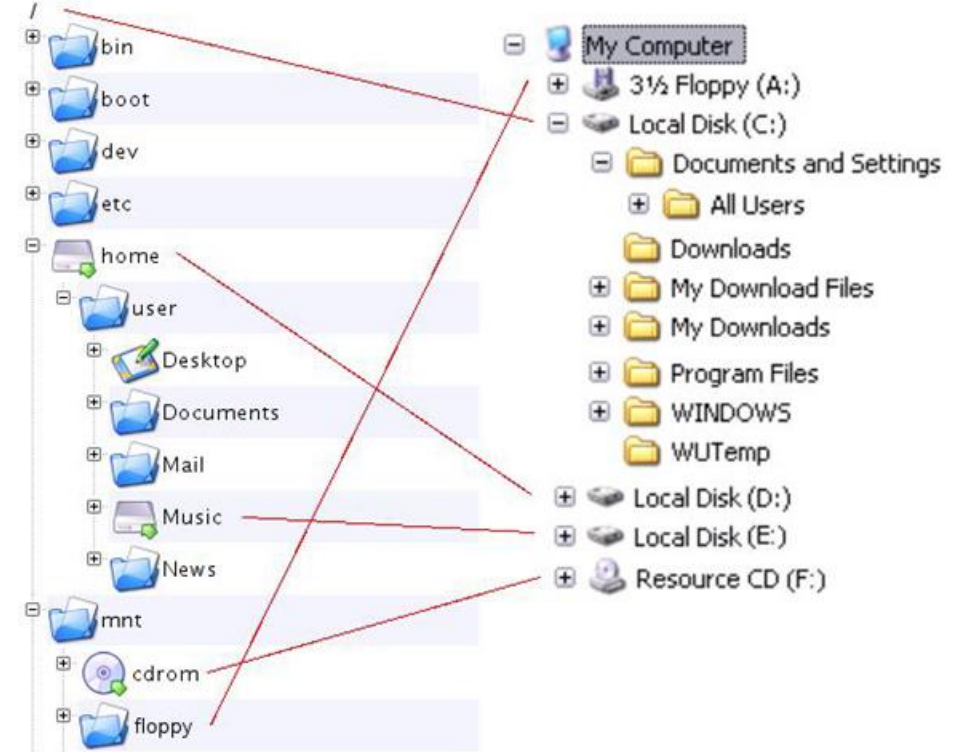 /
bin
boot
dev
etc
home
user
Desktop
Documents
Mail
Music
News
mnt
cdrom
floppy
My Computer
3½ Floppy (A:)
Local Disk (C:)
Documents and Settings
All Users
Downloads
My Download Files
My Downloads
Program Files
WINDOWS
WUTemp
Local Disk (D:)
Local Disk (E:)
Resource CD (F:)